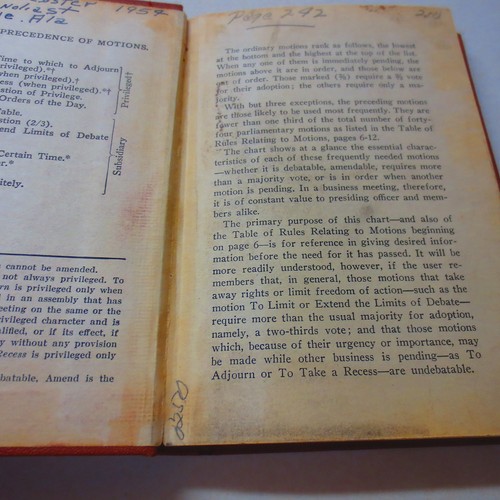 1954
PRECEDENCE OF MOTIONS.
Time to which to Adjourn
privileged).*†
when privileged).†
ess (when privileged).*†
stion of Privilege.
Orders of the Day.
Privileged†
able.
stion (2/3).
end Limits of Debate
Certain Time.*
er.*
nitely.
Subsidiary
s cannot be amended.
not always privileged. To
rn is privileged only when
d in an assembly that has
eeting on the same or the
rivileged character and is
alified, or if its effect, if
y without any provision
Recess is privileged only
batable. Amend is the
Page 242
The ordinary motions rank as follows, the lowest
at the bottom and the highest at the top of the list.
When any one of them is immediately pending, the
motions above it are in order, and those below are
out of order. Those marked (⅔) require a ⅔ vote
for their adoption; the others require only a ma-
jority.
With but three exceptions, the preceding motions
are those likely to be used most frequently. They are
fewer than one third of the total number of forty-
four parliamentary motions as listed in the Table of
Rules Relating to Motions, pages 6-12.
The chart shows at a glance the essential charac-
teristics of each of these frequently needed motions
—whether it is debatable, amendable, requires more
than a majority vote, or is in order when another
motion is pending. In a business meeting, therefore,
it is of constant value to presiding officer and mem-
bers alike.
The primary purpose of this chart—and also of
the Table of Rules Relating to Motions beginning
on page 6—is for reference in giving desired infor-
mation before the need for it has passed. It will be
more readily understood, however, if the user re-
members that, in general, those motions that take
away rights or limit freedom of action—such as the
motion To Limit or Extend the Limits of Debate—
require more than the usual majority for adoption,
namely, a two-thirds vote; and that those motions
which, because of their urgency or importance, may
be made while other business is pending—as To
Adjourn or To Take a Recess—are undebatable.